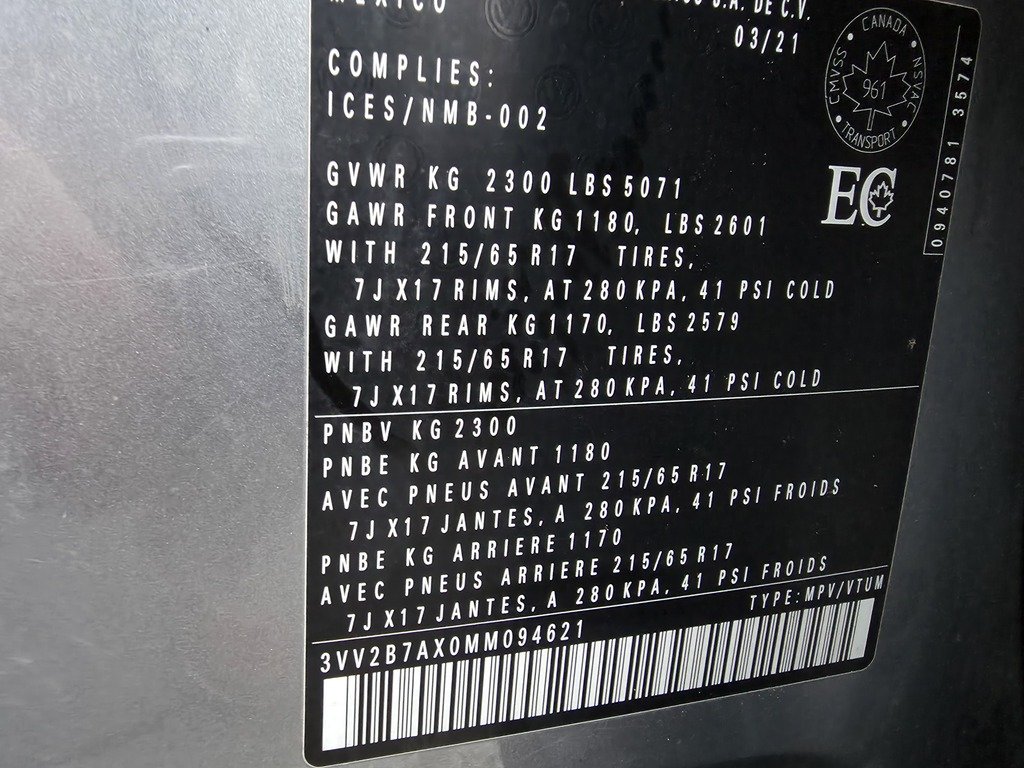 MEXICO S.A. DE C.V.
03/21
COMPLIES:
ICES/NMB-002
CANADA
CMVSS
NSVAC
961
TRANSPORT
EC
0940781 3574
GVWR KG 2300 LBS 5071
GAWR FRONT KG 1180, LBS 2601
WITH 215/65 R17 TIRES,
7J X17 RIMS, AT 280 KPA, 41 PSI COLD
GAWR REAR KG 1170, LBS 2579
WITH 215/65 R17 TIRES,
7J X17 RIMS, AT 280 KPA, 41 PSI COLD
PNBV KG 2300
PNBE KG AVANT 1180
AVEC PNEUS AVANT 215/65 R17
7J X17 JANTES, A 280 KPA, 41 PSI FROIDS
PNBE KG ARRIERE 1170
AVEC PNEUS ARRIERE 215/65 R17
7J X17 JANTES, A 280 KPA, 41 PSI FROIDS
TYPE: MPV/VTUM
3VV2B7AX0MM094621